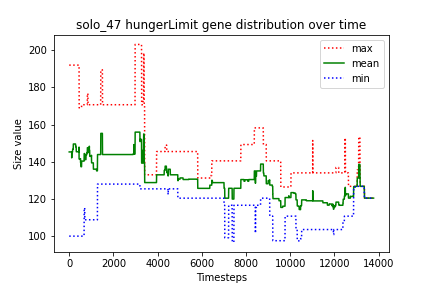 solo_47 hungerLimit gene distribution over time
max
mean
min
Size value
200
180
160
140
120
100
0 2000 4000 6000 8000 10000 12000 14000
Timesteps